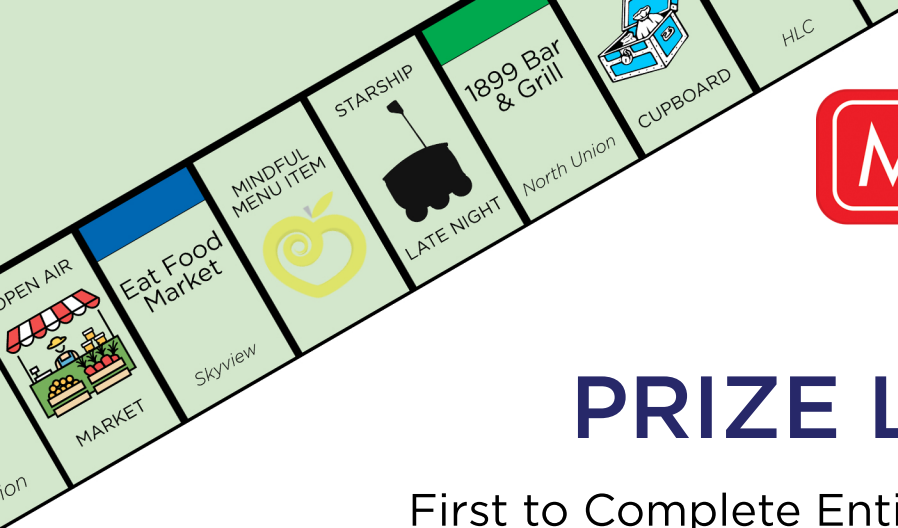 OPEN AIR
MARKET
Eat Food
Market
Skyview
MINDFUL
MENU ITEM
STARSHIP
LATE NIGHT
1899 Bar
& Grill
North Union
CUPBOARD
HLC
M
PRIZE L
First to Complete Enti